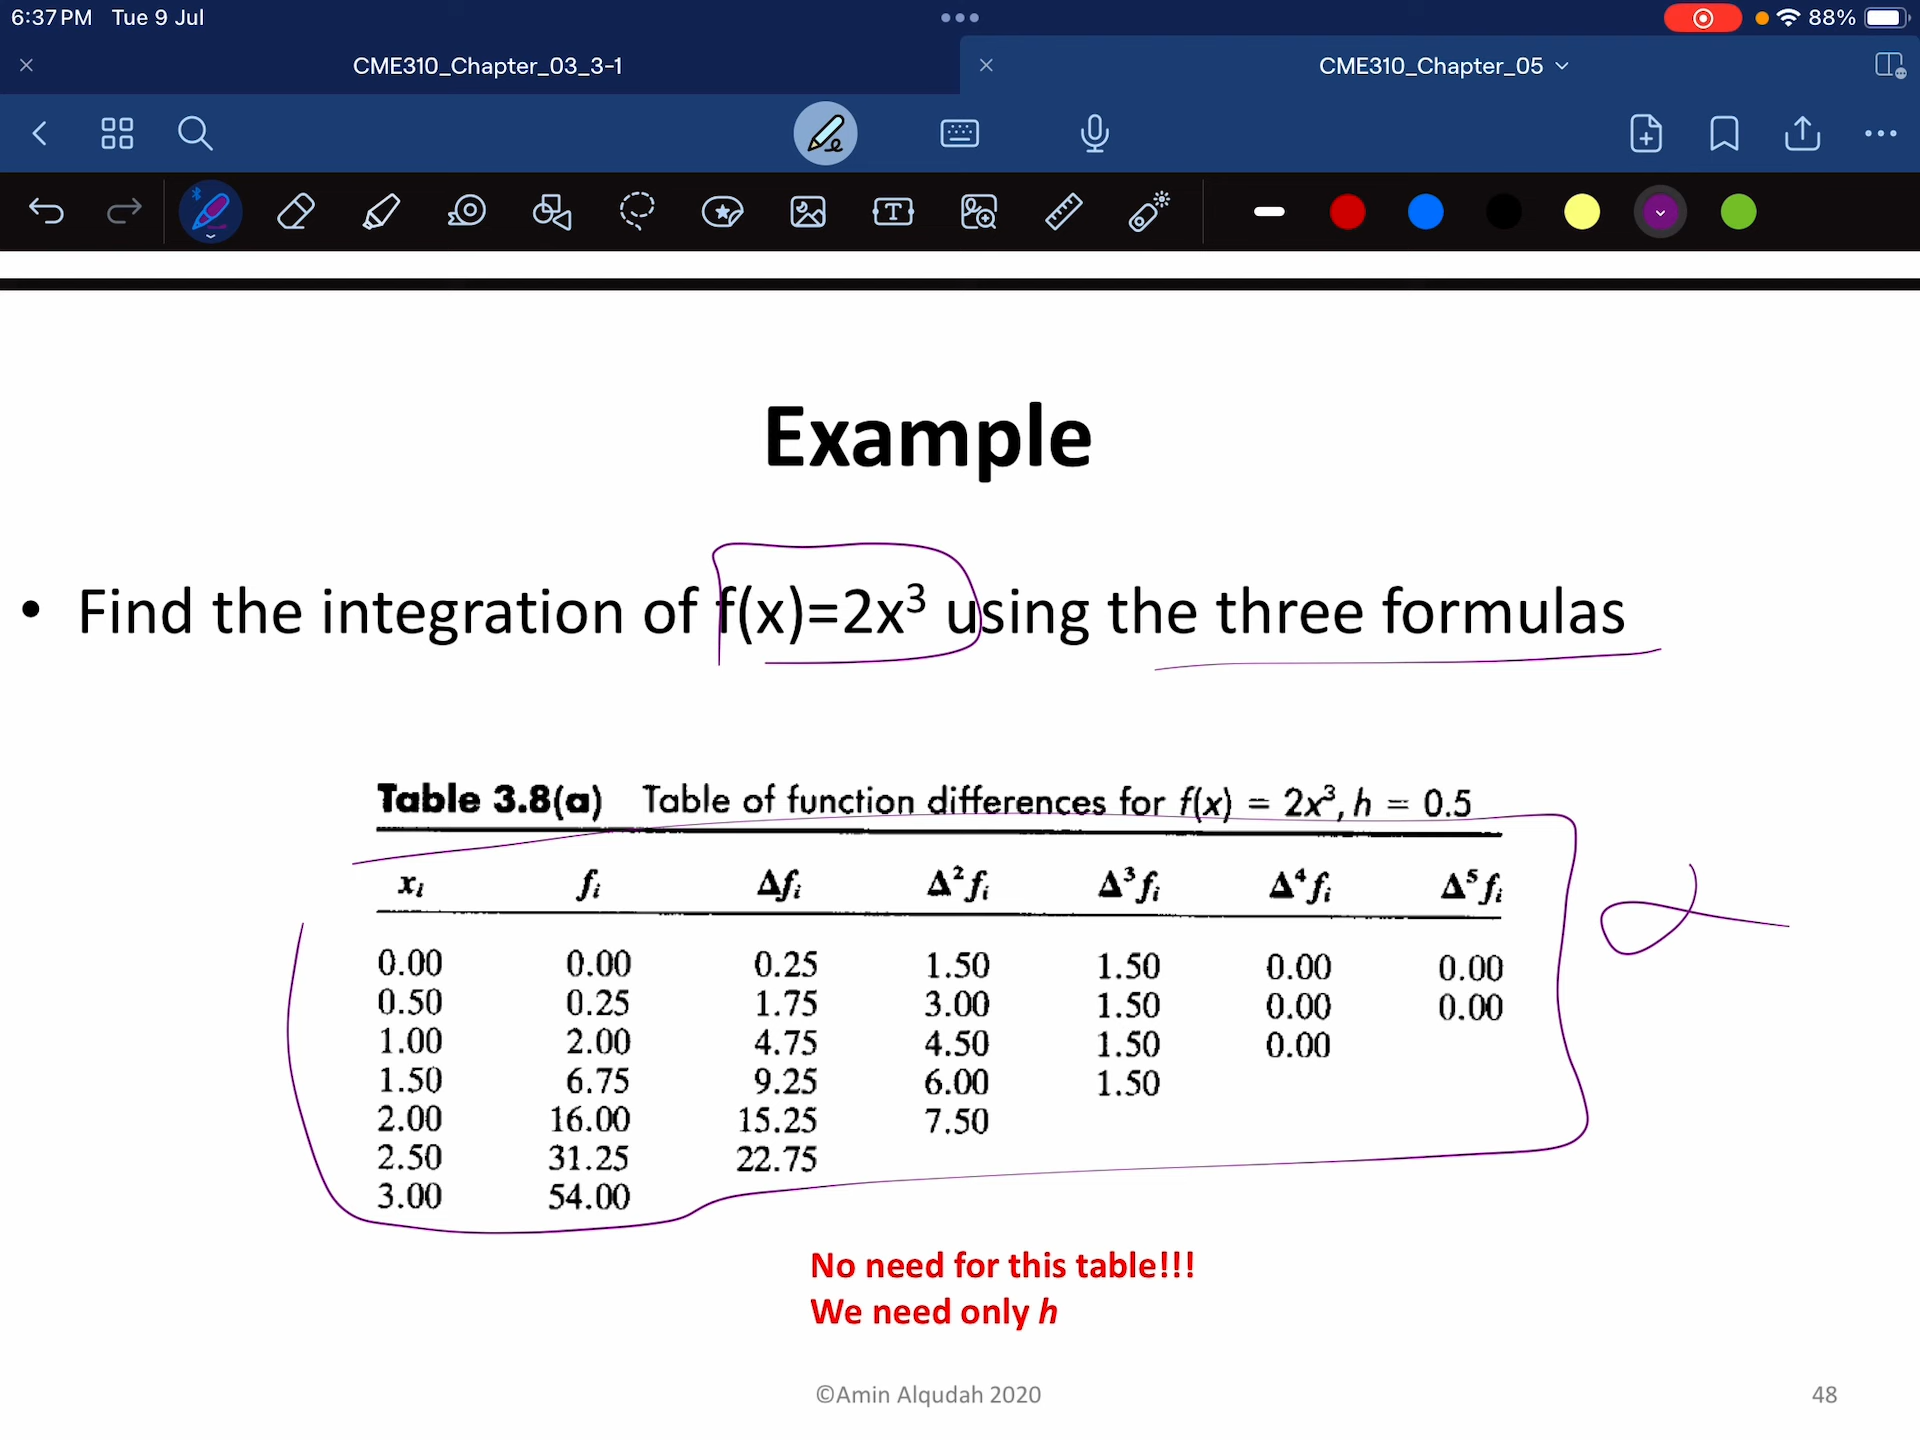 6:37 PM Tue 9 Jul
88%
CME310_Chapter_03_3-1
CME310_Chapter_05
Example
• Find the integration of f(x)=2x³ using the three formulas
Table 3.8(a) Table of function differences for f(x) = 2x³, h = 0.5
xᵢ fᵢ Δfᵢ Δ²fᵢ Δ³fᵢ Δ⁴fᵢ Δ⁵fᵢ
0.00 0.00 0.25 1.50 1.50 0.00 0.00
0.50 0.25 1.75 3.00 1.50 0.00 0.00
1.00 2.00 4.75 4.50 1.50 0.00
1.50 6.75 9.25 6.00 1.50
2.00 16.00 15.25 7.50
2.50 31.25 22.75
3.00 54.00
No need for this table!!!
We need only h
©Amin Alqudah 2020
48